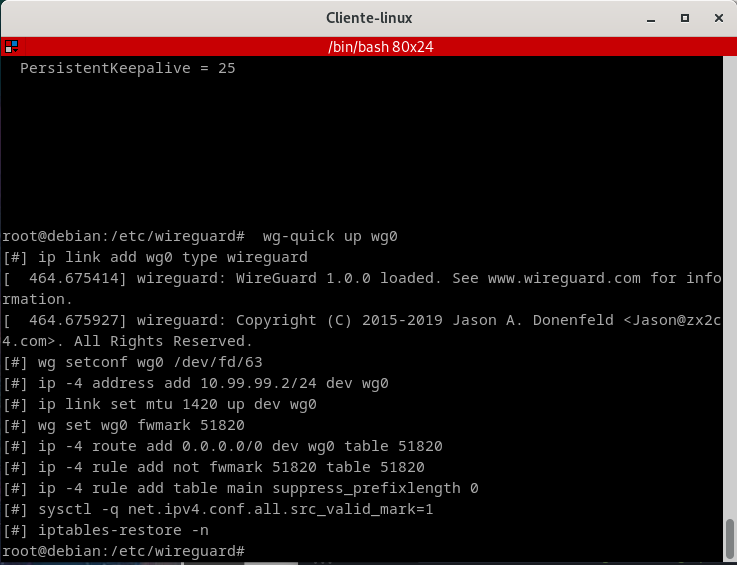 Cliente-linux
/bin/bash 80x24
  PersistentKeepalive = 25
root@debian:/etc/wireguard#  wg-quick up wg0
[#] ip link add wg0 type wireguard
[  464.675414] wireguard: WireGuard 1.0.0 loaded. See www.wireguard.com for info
rmation.
[  464.675927] wireguard: Copyright (C) 2015-2019 Jason A. Donenfeld <Jason@zx2c
4.com>. All Rights Reserved.
[#] wg setconf wg0 /dev/fd/63
[#] ip -4 address add 10.99.99.2/24 dev wg0
[#] ip link set mtu 1420 up dev wg0
[#] wg set wg0 fwmark 51820
[#] ip -4 route add 0.0.0.0/0 dev wg0 table 51820
[#] ip -4 rule add not fwmark 51820 table 51820
[#] ip -4 rule add table main suppress_prefixlength 0
[#] sysctl -q net.ipv4.conf.all.src_valid_mark=1
[#] iptables-restore -n
root@debian:/etc/wireguard#